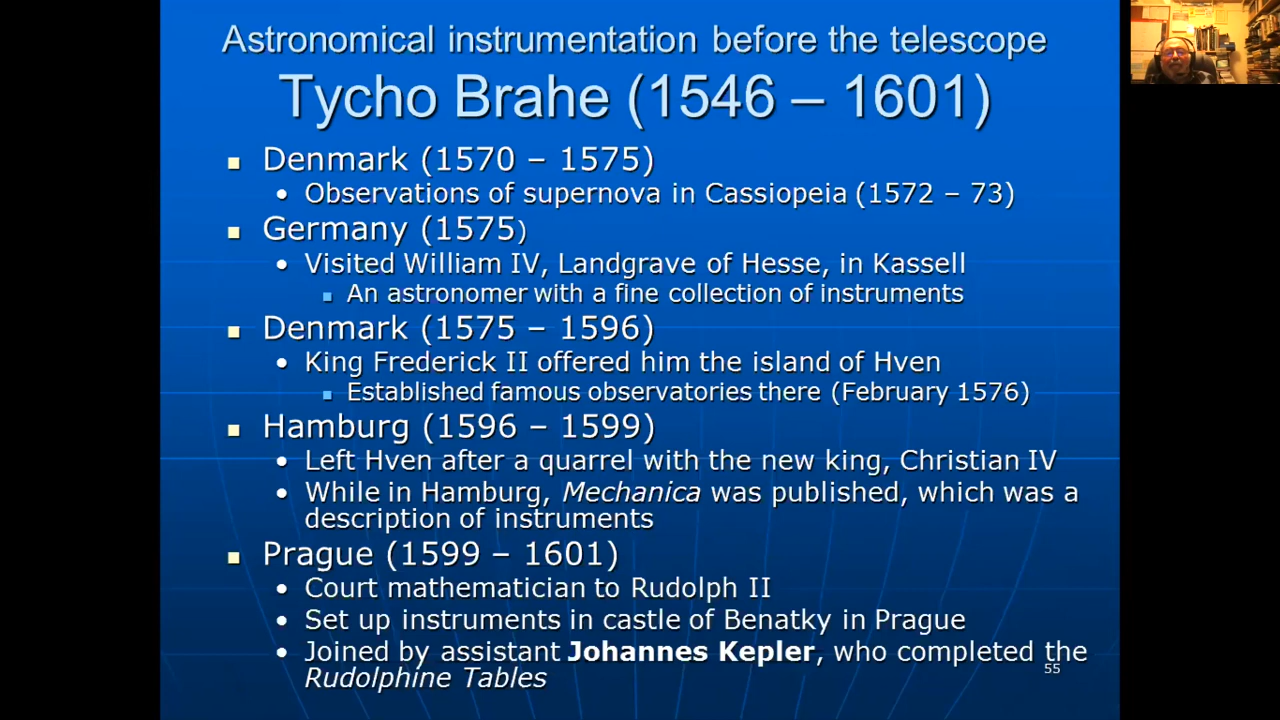 Astronomical instrumentation before the telescope
Tycho Brahe (1546 – 1601)
Denmark (1570 – 1575)
Observations of supernova in Cassiopeia (1572 – 73)
Germany (1575)
Visited William IV, Landgrave of Hesse, in Kassell
An astronomer with a fine collection of instruments
Denmark (1575 – 1596)
King Frederick II offered him the island of Hven
Established famous observatories there (February 1576)
Hamburg (1596 – 1599)
Left Hven after a quarrel with the new king, Christian IV
While in Hamburg, Mechanica was published, which was a
description of instruments
Prague (1599 – 1601)
Court mathematician to Rudolph II
Set up instruments in castle of Benatky in Prague
Joined by assistant Johannes Kepler, who completed the
Rudolphine Tables
55